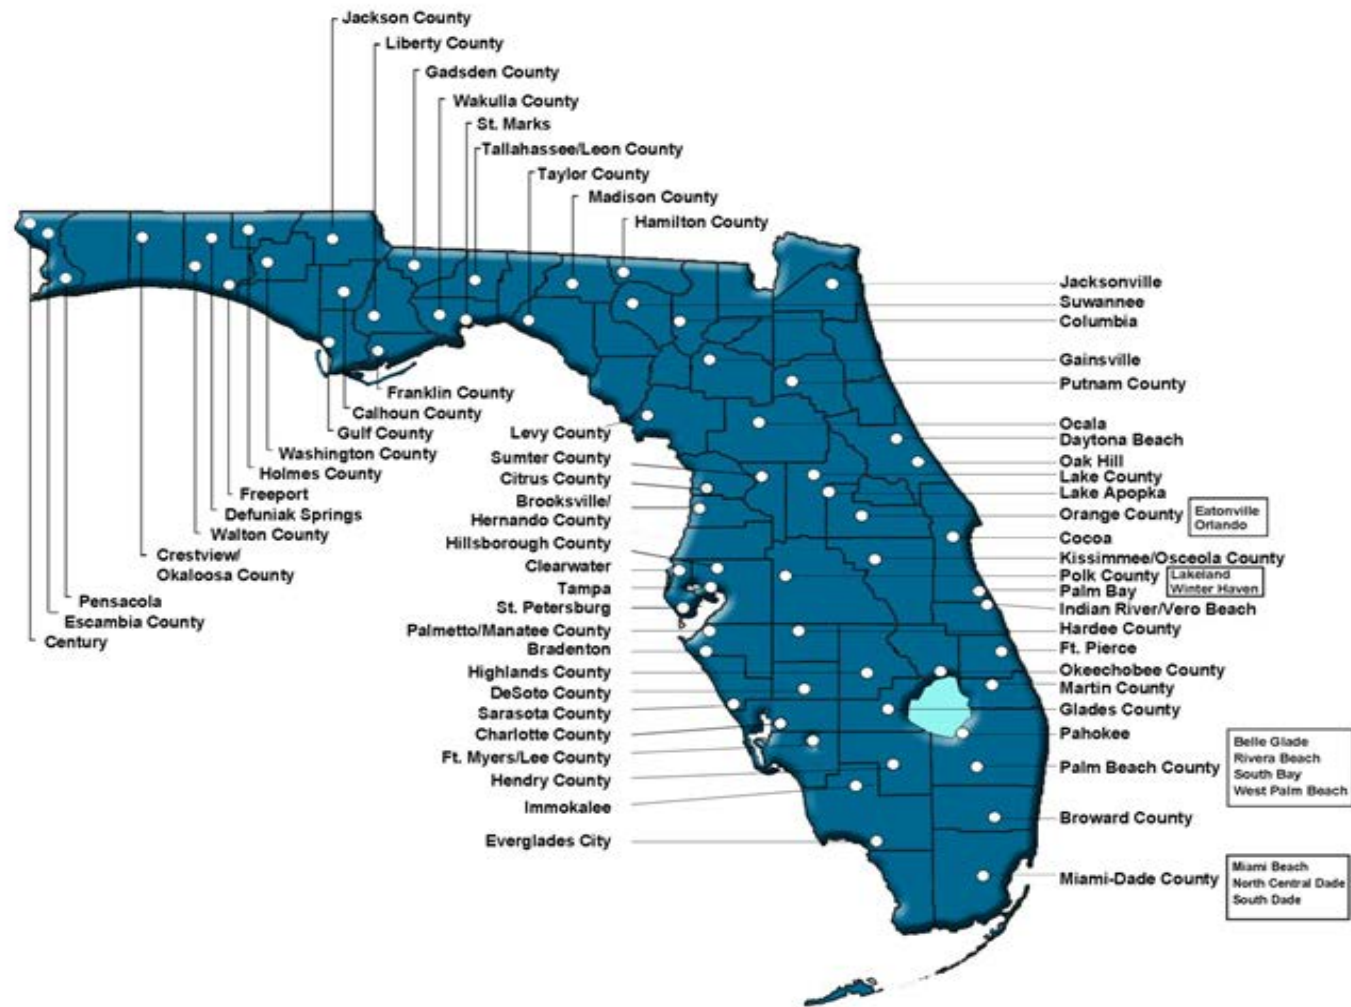 Jackson County
Liberty County
Gadsden County
Wakulla County
St. Marks
Tallahassee/Leon County
Taylor County
Madison County
Hamilton County
Jacksonville
Suwannee
Columbia
Gainsville
Putnam County
Ocala
Daytona Beach
Oak Hill
Lake County
Lake Apopka
Orange County
Eatonville
Orlando
Cocoa
Kissimmee/Osceola County
Polk County
Lakeland
Winter Haven
Palm Bay
Indian River/Vero Beach
Hardee County
Ft. Pierce
Okeechobee County
Martin County
Glades County
Pahokee
Palm Beach County
Belle Glade
Rivera Beach
South Bay
West Palm Beach
Broward County
Miami-Dade County
Miami Beach
North Central Dade
South Dade
Franklin County
Calhoun County
Gulf County
Washington County
Holmes County
Freeport
Defuniak Springs
Walton County
Crestview/
Okaloosa County
Pensacola
Escambia County
Century
Levy County
Sumter County
Citrus County
Brooksville/
Hernando County
Hillsborough County
Clearwater
Tampa
St. Petersburg
Palmetto/Manatee County
Bradenton
Highlands County
DeSoto County
Sarasota County
Charlotte County
Ft. Myers/Lee County
Hendry County
Immokalee
Everglades City